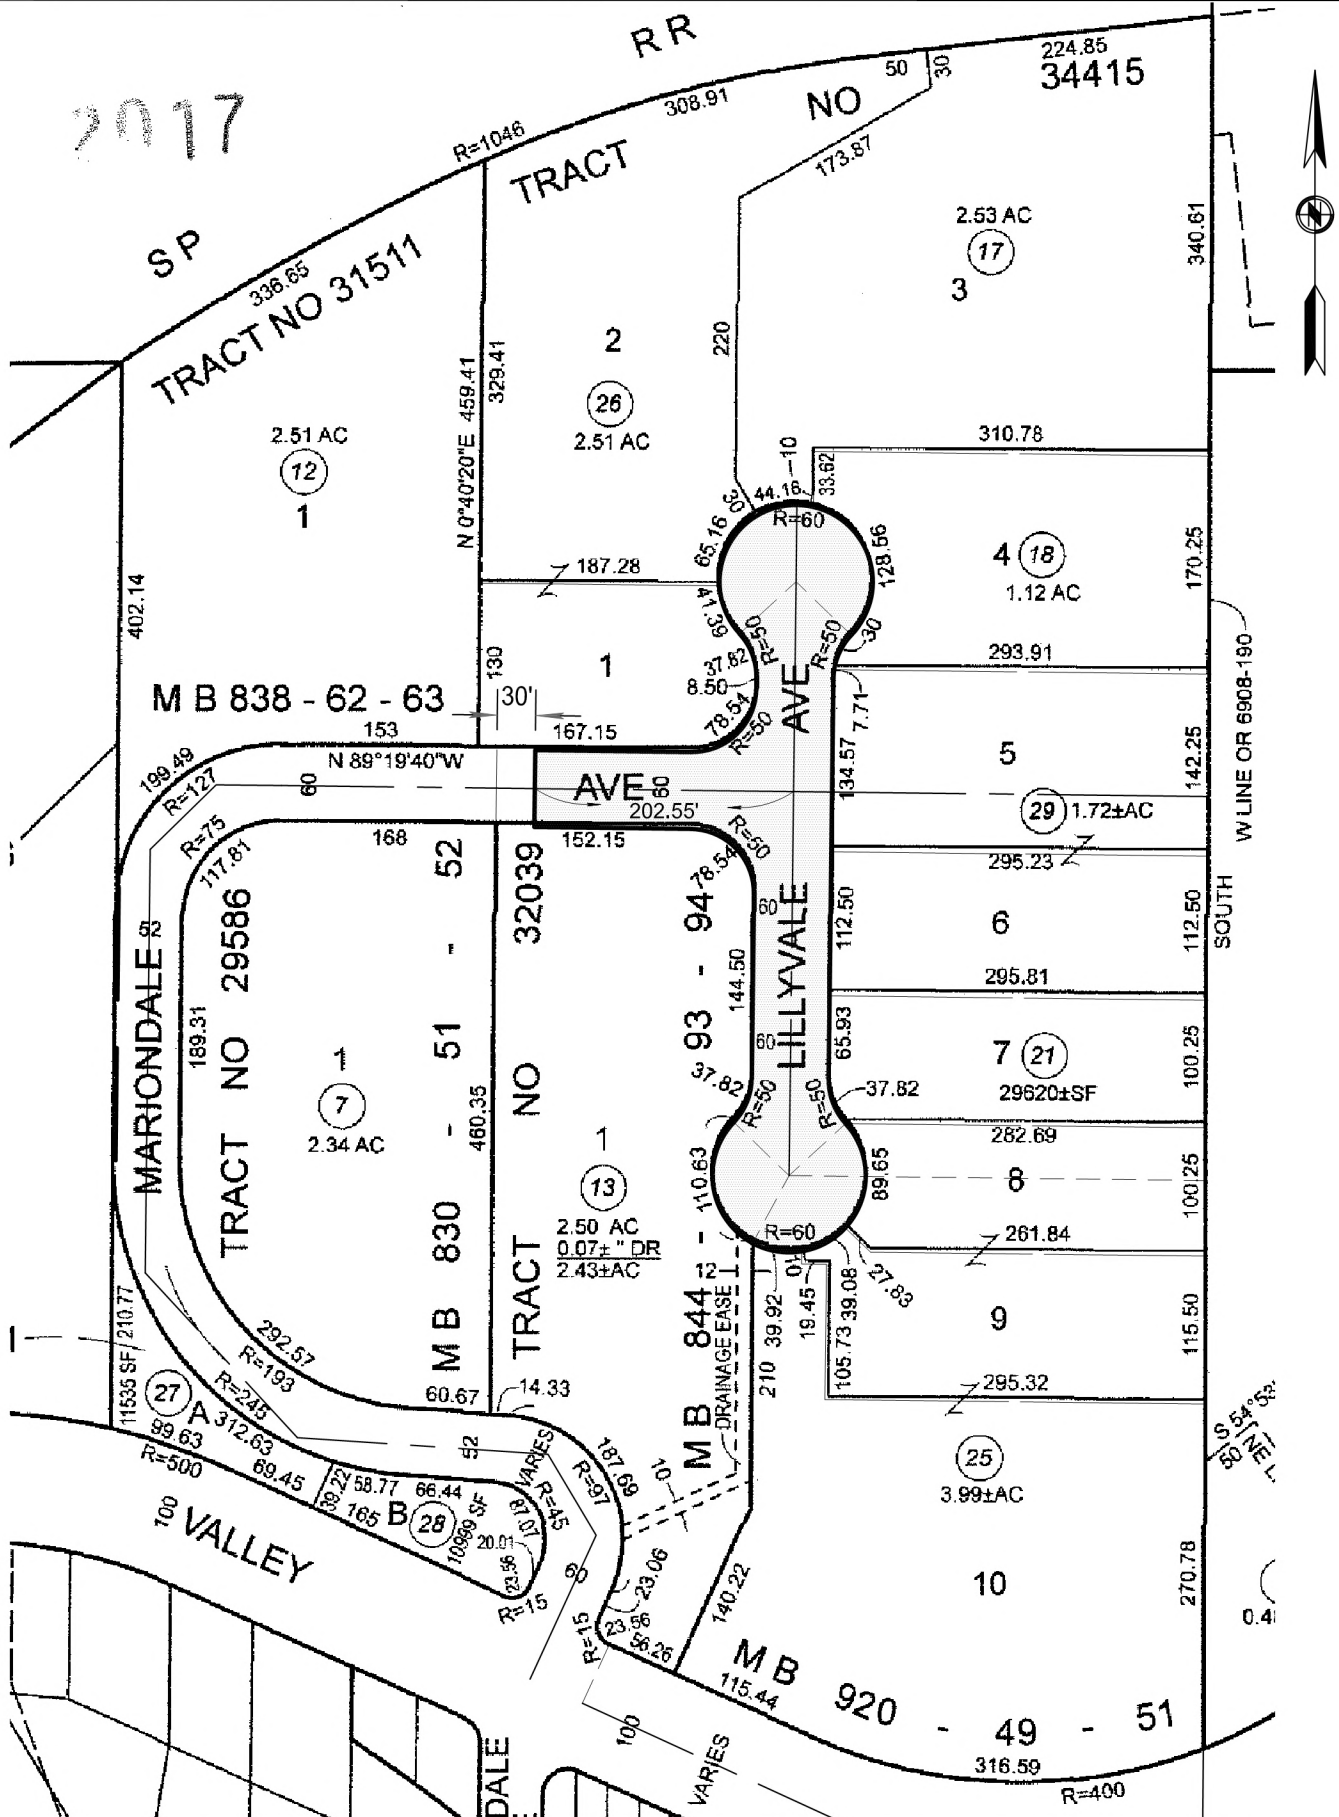 2017
S P
R R
R=1046
336.65
308.91
50
30
224.85
34415
TRACT
NO
TRACT NO 31511
173.87
2.53 AC
17
3
340.61
2
26
2.51 AC
220
N 0°40'20"E 459.41
329.41
2.51 AC
12
1
402.14
310.78
10
33.62
44.16
30
R=60
65.16
128.56
4
18
1.12 AC
170.25
187.28
41.39
R=50
R=50
30
293.91
130
1
37.82
8.50
78.54
R=50
AVE
7.71
W LINE OR 6908-190
M B 838 - 62 - 63
30'
153
167.15
N 89°19'40"W
199.49
R=127
60
AVE
60
202.55'
134.57
5
142.25
29
1.72±AC
R=75
117.81
168
152.15
R=50
78.54
295.23
SOUTH
52
MARIONDALE
189.31
TRACT NO 29586
M B 830 - 51 - 52
TRACT NO 32039
M B 844 - 93 - 94
60
LILLYVALE
112.50
6
112.50
144.50
295.81
60
65.93
7
21
29620±SF
100.25
1
7
2.34 AC
460.35
37.82
R=50
R=50
37.82
282.69
1
13
2.50 AC
0.07± " DR
2.43±AC
110.63
89.65
8
100.25
R=60
261.84
12
10
DRAINAGE EASE
39.92
19.45
39.08
27.83
210
105.73
9
115.50
295.32
11535 SF
210.77
292.57
R=193
27
A
R=245
312.63
99.63
R=500
69.45
60.67
14.33
52
VARIES
187.69
R=97
10
25
3.99±AC
S 54°53'
50' NE L
39.22
58.77
66.44
165
B
28
10989 SF
87.07
R=45
20.01
23.56
R=15
60
23.06
100
VALLEY
R=15
23.56
56.26
140.22
10
270.78
0.4
M B 920 - 49 - 51
115.44
316.59
R=400
100
VARIES
DALE